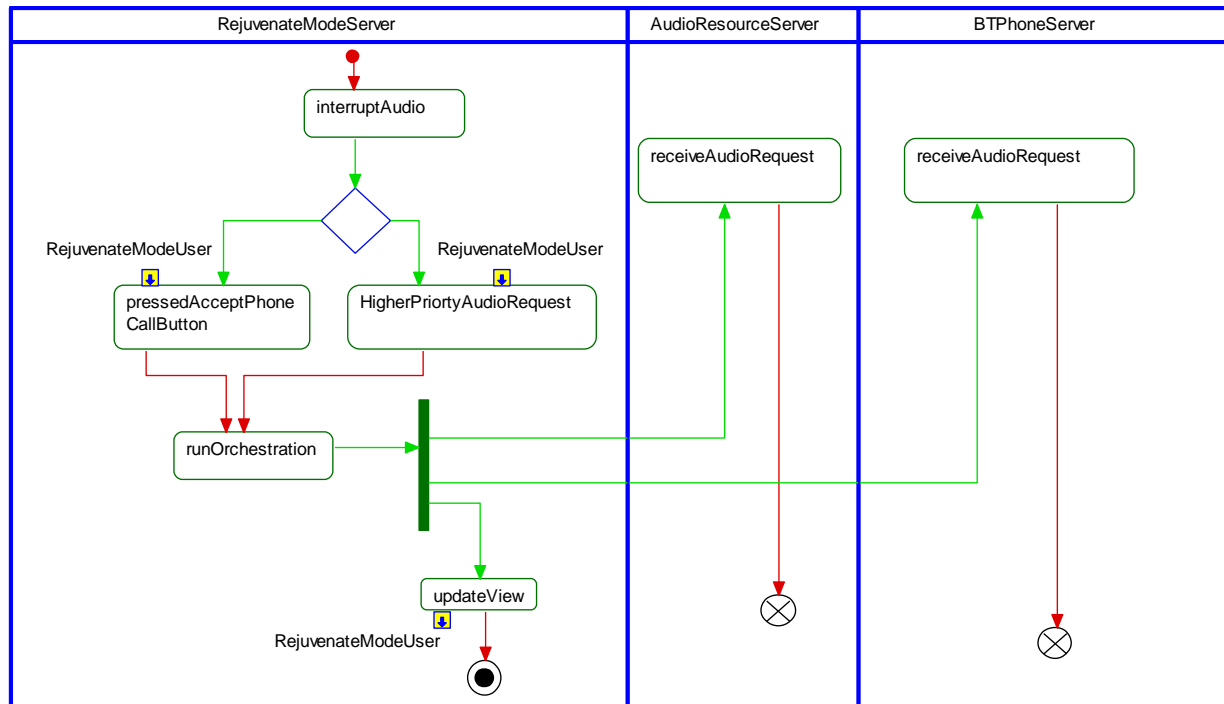 RejuvenateModeServer
AudioResourceServer
BTPhoneServer
interruptAudio
receiveAudioRequest
receiveAudioRequest
RejuvenateModeUser
RejuvenateModeUser
pressedAcceptPhone
CallButton
HigherPriortyAudioRequest
runOrchestration
updateView
RejuvenateModeUser